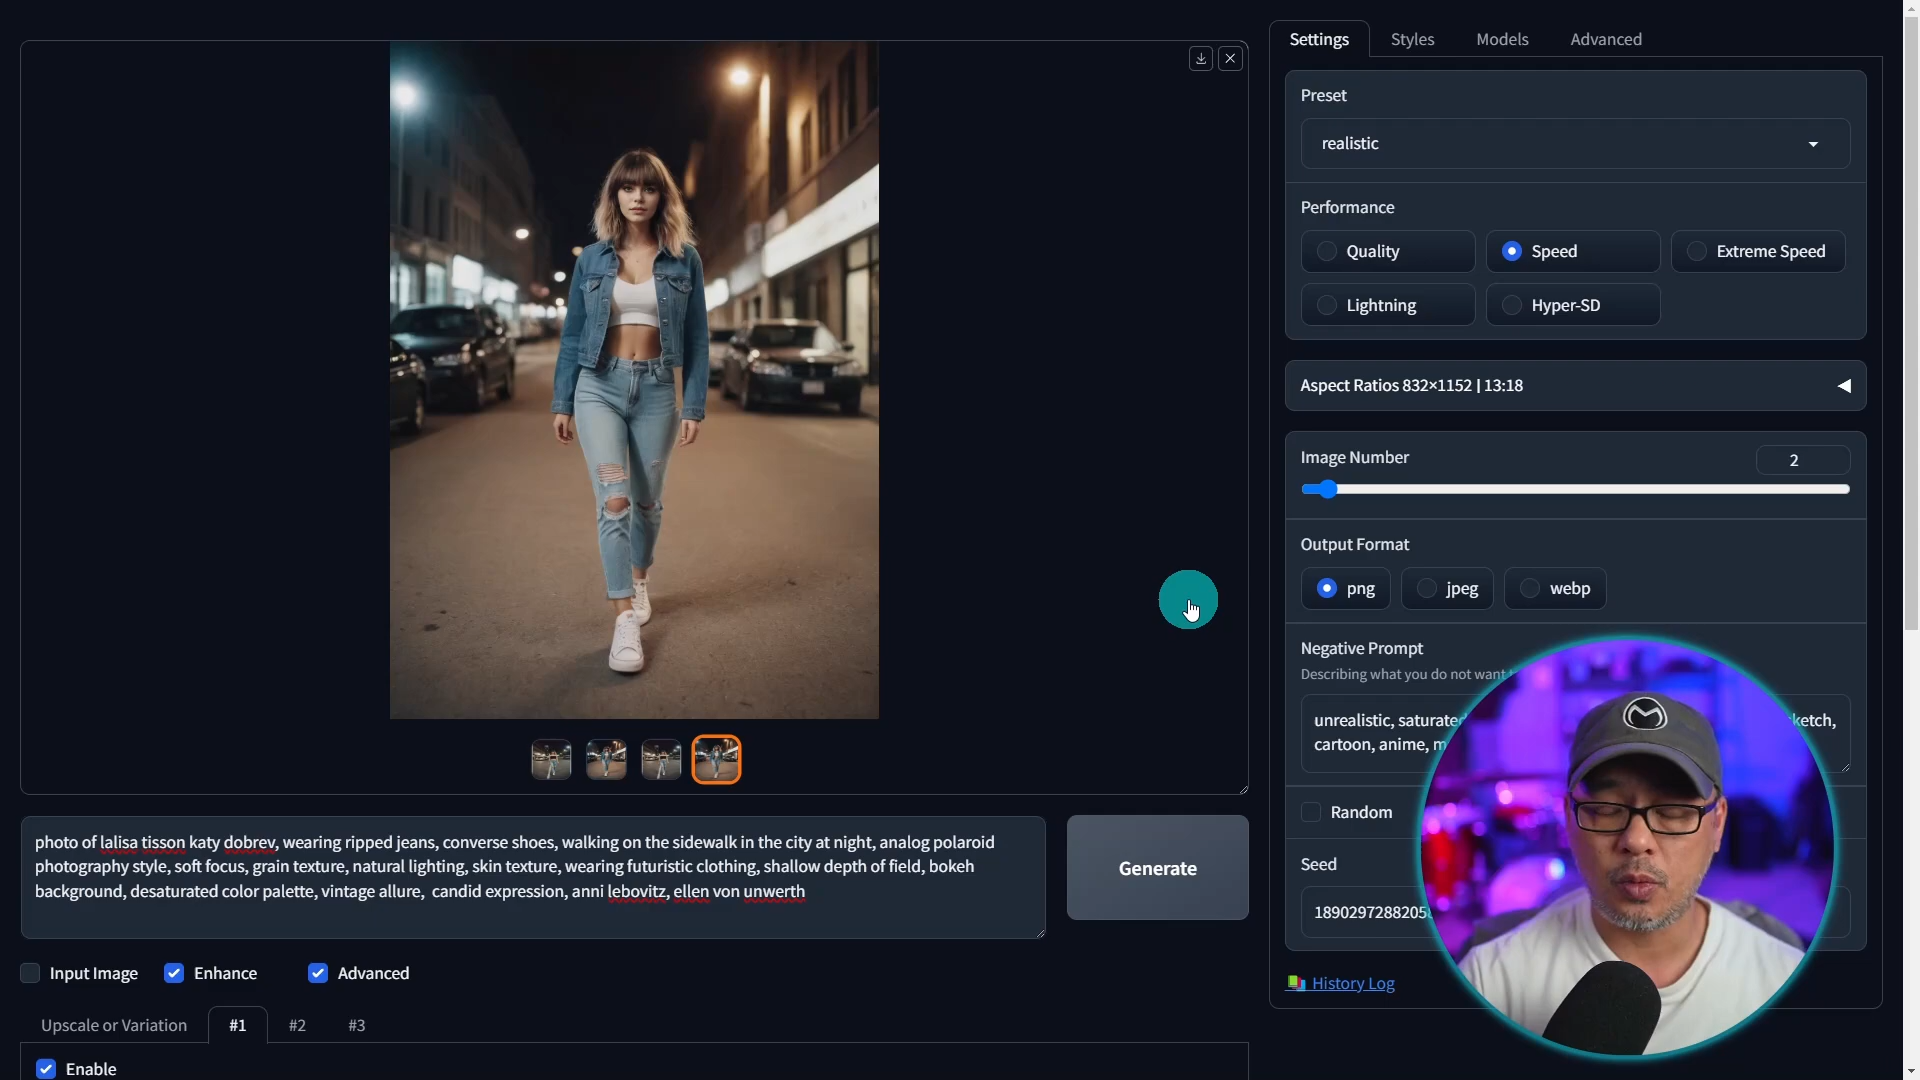 Settings
Styles
Models
Advanced
Preset
realistic
Performance
Quality
Speed
Extreme Speed
Lightning
Hyper-SD
Aspect Ratios 832×1152 | 13:18
Image Number
2
Output Format
png
jpeg
webp
Negative Prompt
Describing what you do not want
unrealistic, saturated
cartoon, anime,
Random
Seed
History Log
photo of lalisa tisson katy dobrev, wearing ripped jeans, converse shoes, walking on the sidewalk in the city at night, analog polaroid
photography style, soft focus, grain texture, natural lighting, skin texture, wearing futuristic clothing, shallow depth of field, bokeh
background, desaturated color palette, vintage allure,  candid expression, anni lebovitz, ellen von unwerth
Generate
Input Image
Enhance
Advanced
Upscale or Variation
#1
#2
#3
Enable